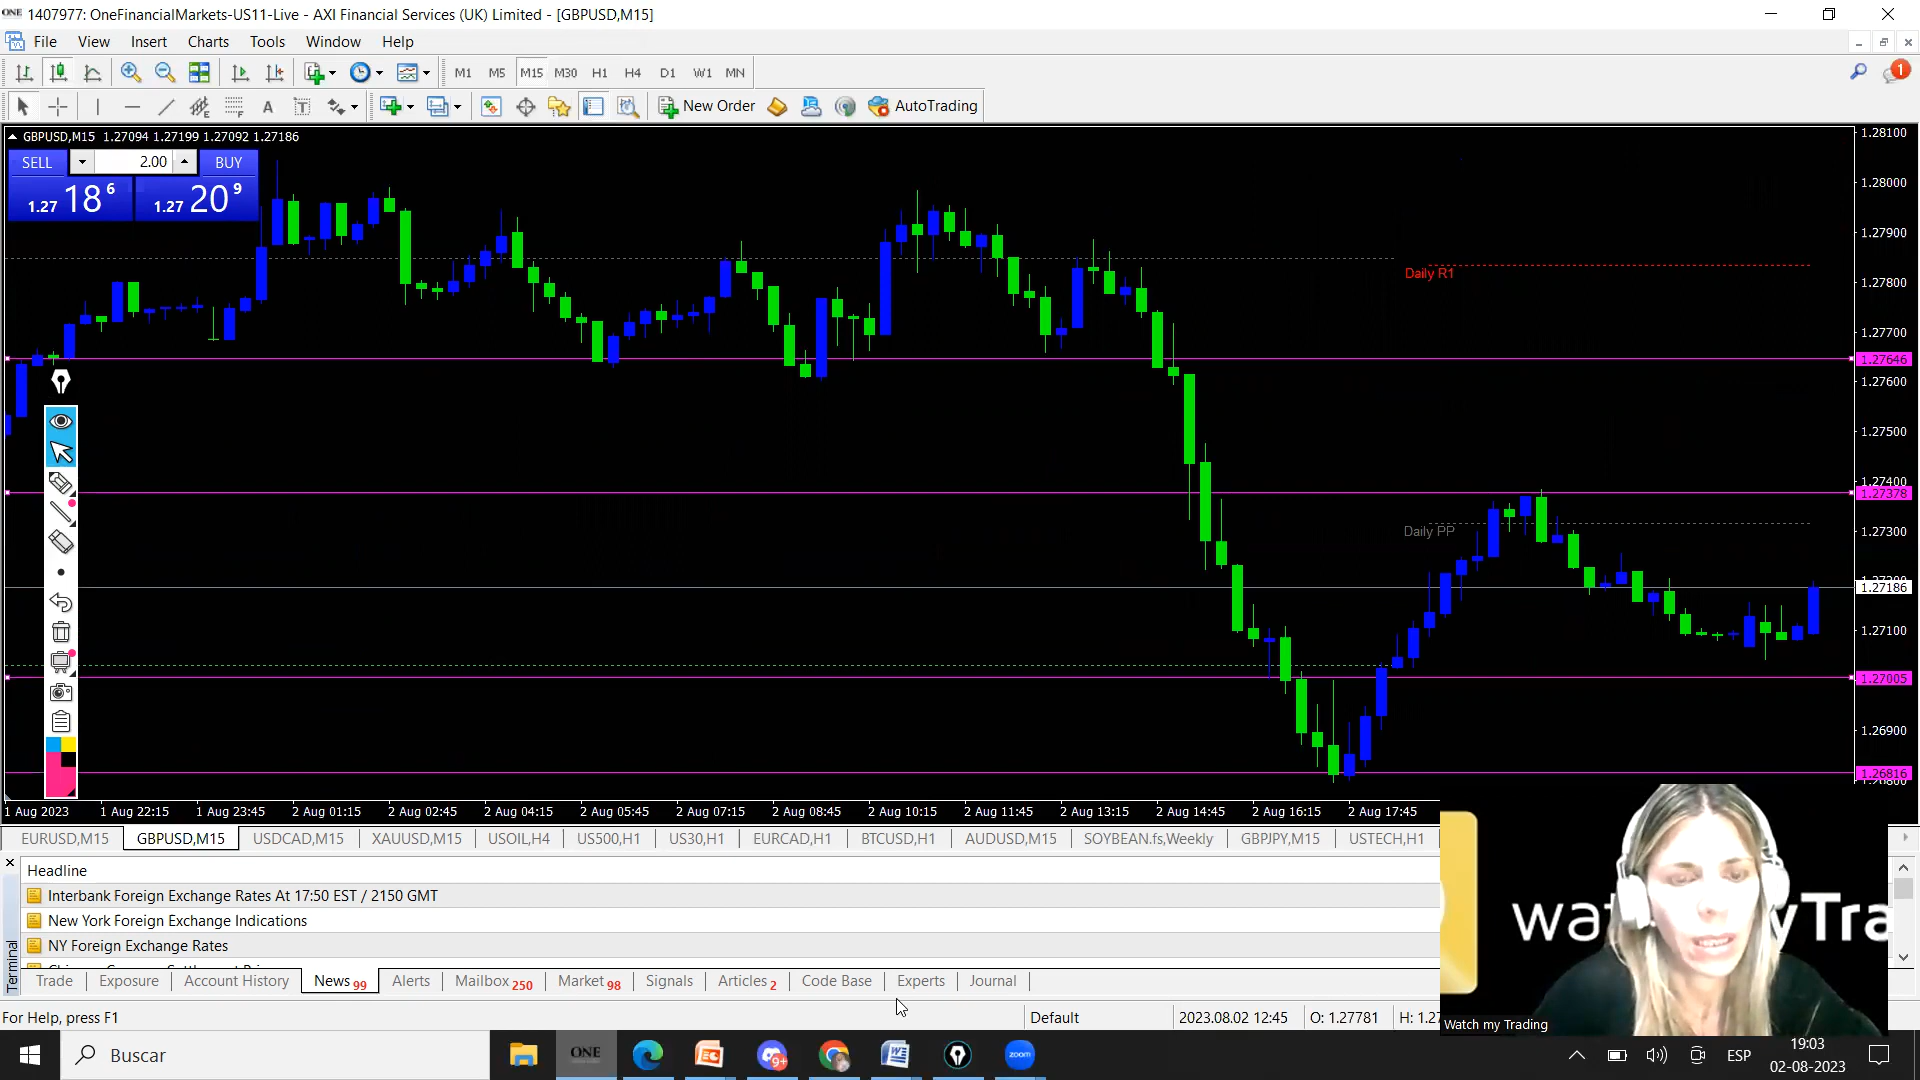 1407977: OneFinancialMarkets-US11-Live - AXI Financial Services (UK) Limited - [GBPUSD,M15]
File View Insert Charts Tools Window Help
M1 M5 M15 M30 H1 H4 D1 W1 MN
1
A T New Order AutoTrading
GBPUSD,M15 1.27094 1.27199 1.27092 1.27186
SELL 2.00 BUY
1.27 18 6 1.27 20 9
1.28100
1.28000
1.27900
Daily R1
1.27800
1.27700
1.27646
1.27600
1.27500
1.27400
1.27378
Daily PP
1.27300
1.27186
1.27100
1.27005
1.26900
1.26816
1 Aug 2023 1 Aug 22:15 1 Aug 23:45 2 Aug 01:15 2 Aug 02:45 2 Aug 04:15 2 Aug 05:45 2 Aug 07:15 2 Aug 08:45 2 Aug 10:15 2 Aug 11:45 2 Aug 13:15 2 Aug 14:45 2 Aug 16:15 2 Aug 17:45
EURUSD,M15 GBPUSD,M15 USDCAD,M15 XAUUSD,M15 USOIL,H4 US500,H1 US30,H1 EURCAD,H1 BTCUSD,H1 AUDUSD,M15 SOYBEAN.fs,Weekly GBPJPY,M15 USTECH,H1
Headline
Interbank Foreign Exchange Rates At 17:50 EST / 2150 GMT
New York Foreign Exchange Indications
NY Foreign Exchange Rates
Terminal
Trade Exposure Account History News 99 Alerts Mailbox 250 Market 98 Signals Articles 2 Code Base Experts Journal
For Help, press F1 Default 2023.08.02 12:45 O: 1.27781 H: 1.27
Watch my Trading
Buscar
ONE
9+
zoom
ESP
19:03
02-08-2023